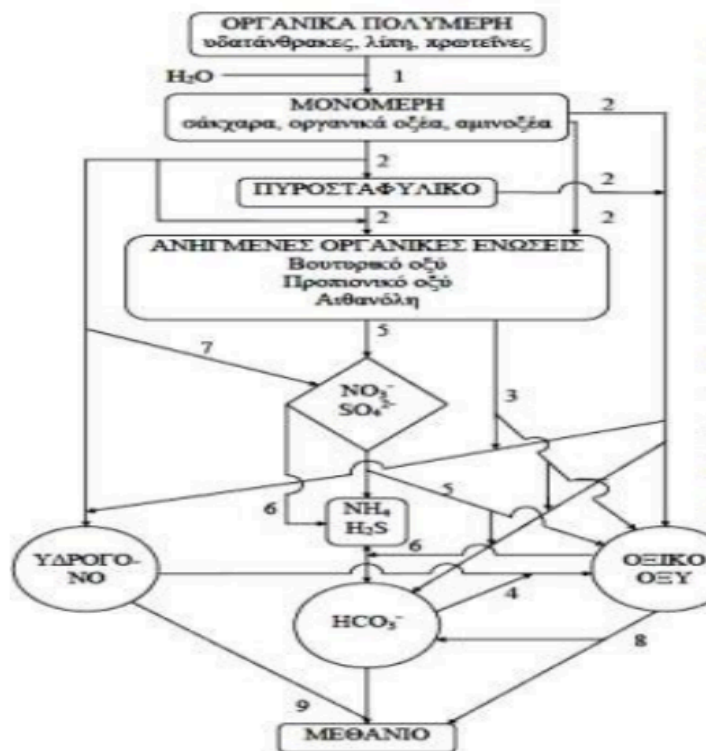 ΟΡΓΑΝΙΚΑ ΠΟΛΥΜΕΡΗ
υδατάνθρακες, λίπη, πρωτεΐνες
H₂O
1
ΜΟΝΟΜΕΡΗ
σάκχαρα, οργανικά οξέα, αμινοξέα
2
2
ΠΥΡΟΣΤΑΦΥΛΙΚΟ
2
2
2
ΑΝΗΓΜΕΝΕΣ ΟΡΓΑΝΙΚΕΣ ΕΝΩΣΕΙΣ
Βουτυρικό οξύ
Προπιονικό οξύ
Αιθανόλη
5
7
3
NO₃⁻
SO₄²⁻
5
6
NH₄
H₂S
6
ΥΔΡΟΓΟ-
ΝΟ
ΟΞΙΚΟ
ΟΞΥ
4
HCO₃⁻
8
9
ΜΕΘΑΝΙΟ